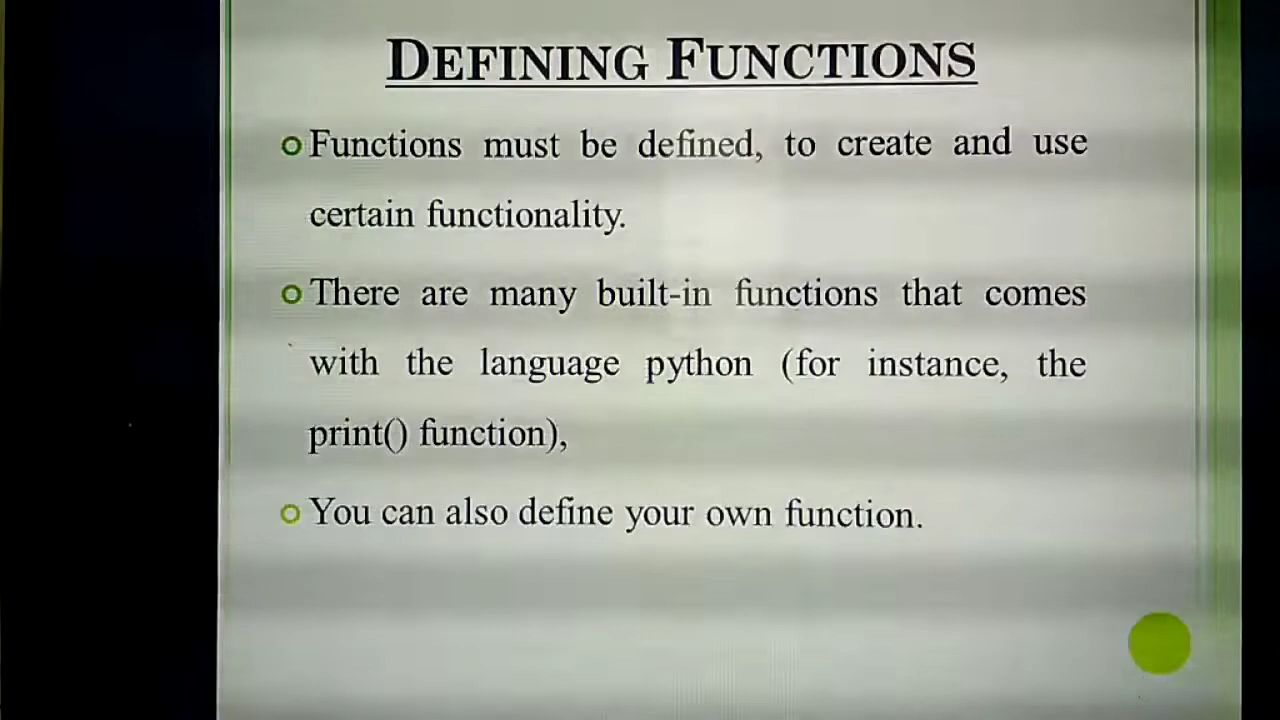 DEFINING FUNCTIONS
Functions must be defined, to create and use
certain functionality.
There are many built-in functions that comes
with the language python (for instance, the
print() function),
You can also define your own function.